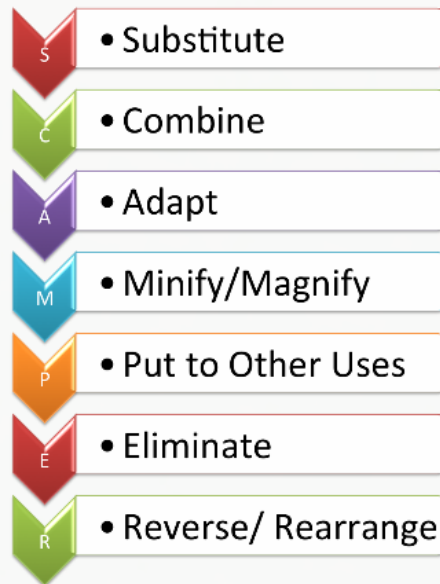 S • Substitute
C • Combine
A • Adapt
M • Minify/Magnify
P • Put to Other Uses
E • Eliminate
R • Reverse/ Rearrange